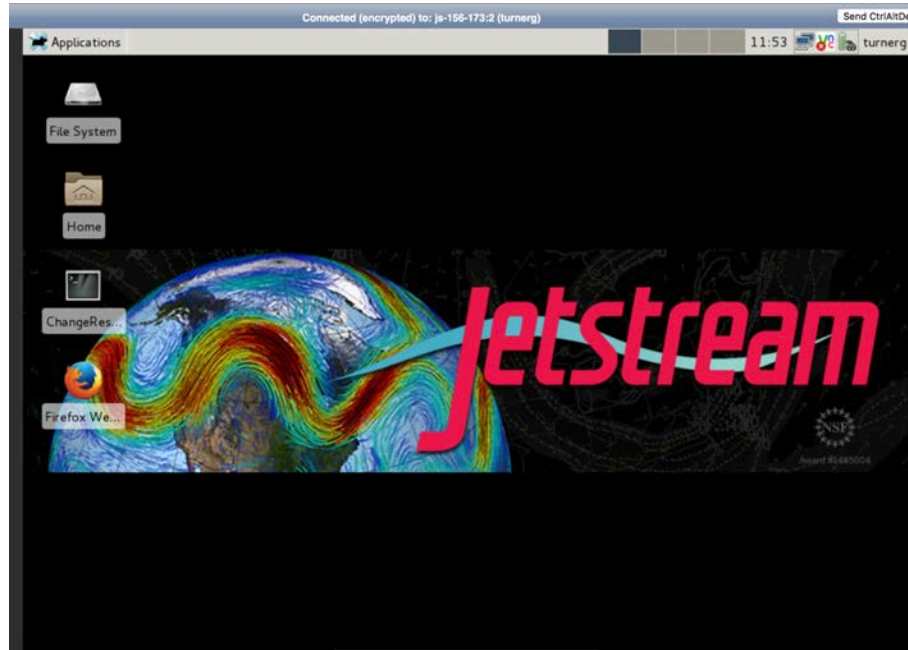 Connected (encrypted) to: js-156-173:2 (turnerg)
Send CtrlAltDe
Applications
11:53
turnerg
File System
Home
ChangeRes...
Firefox We...
Jetstream
NSF